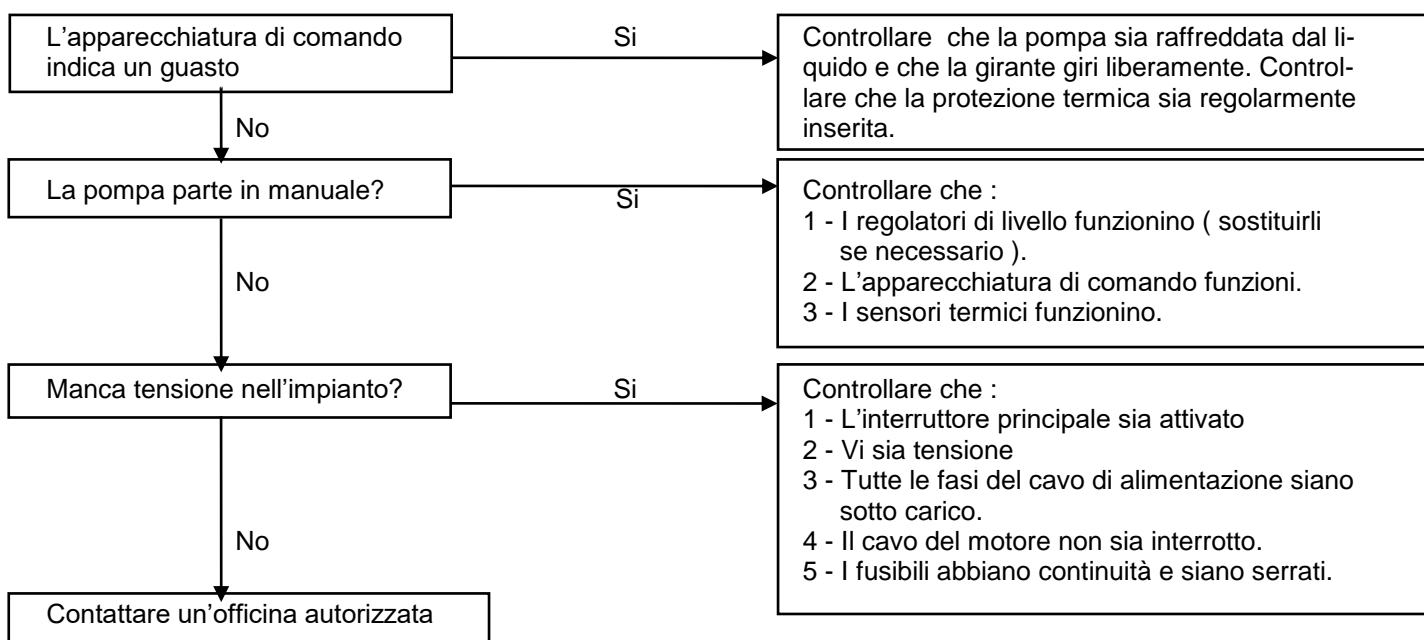 L'apparecchiatura di comando
indica un guasto
Si
Controllare  che la pompa sia raffreddata dal li-
quido e che la girante giri liberamente. Control-
lare che la protezione termica sia regolarmente
inserita.
No
La pompa parte in manuale?
Si
Controllare che :
1 - I regolatori di livello funzionino ( sostituirli
se necessario ).
2 - L'apparecchiatura di comando funzioni.
3 - I sensori termici funzionino.
No
Manca tensione nell'impianto?
Si
Controllare che :
1 - L'interruttore principale sia attivato
2 - Vi sia tensione
3 - Tutte le fasi del cavo di alimentazione siano
sotto carico.
4 - Il cavo del motore non sia interrotto.
5 - I fusibili abbiano continuità e siano serrati.
No
Contattare un'officina autorizzata